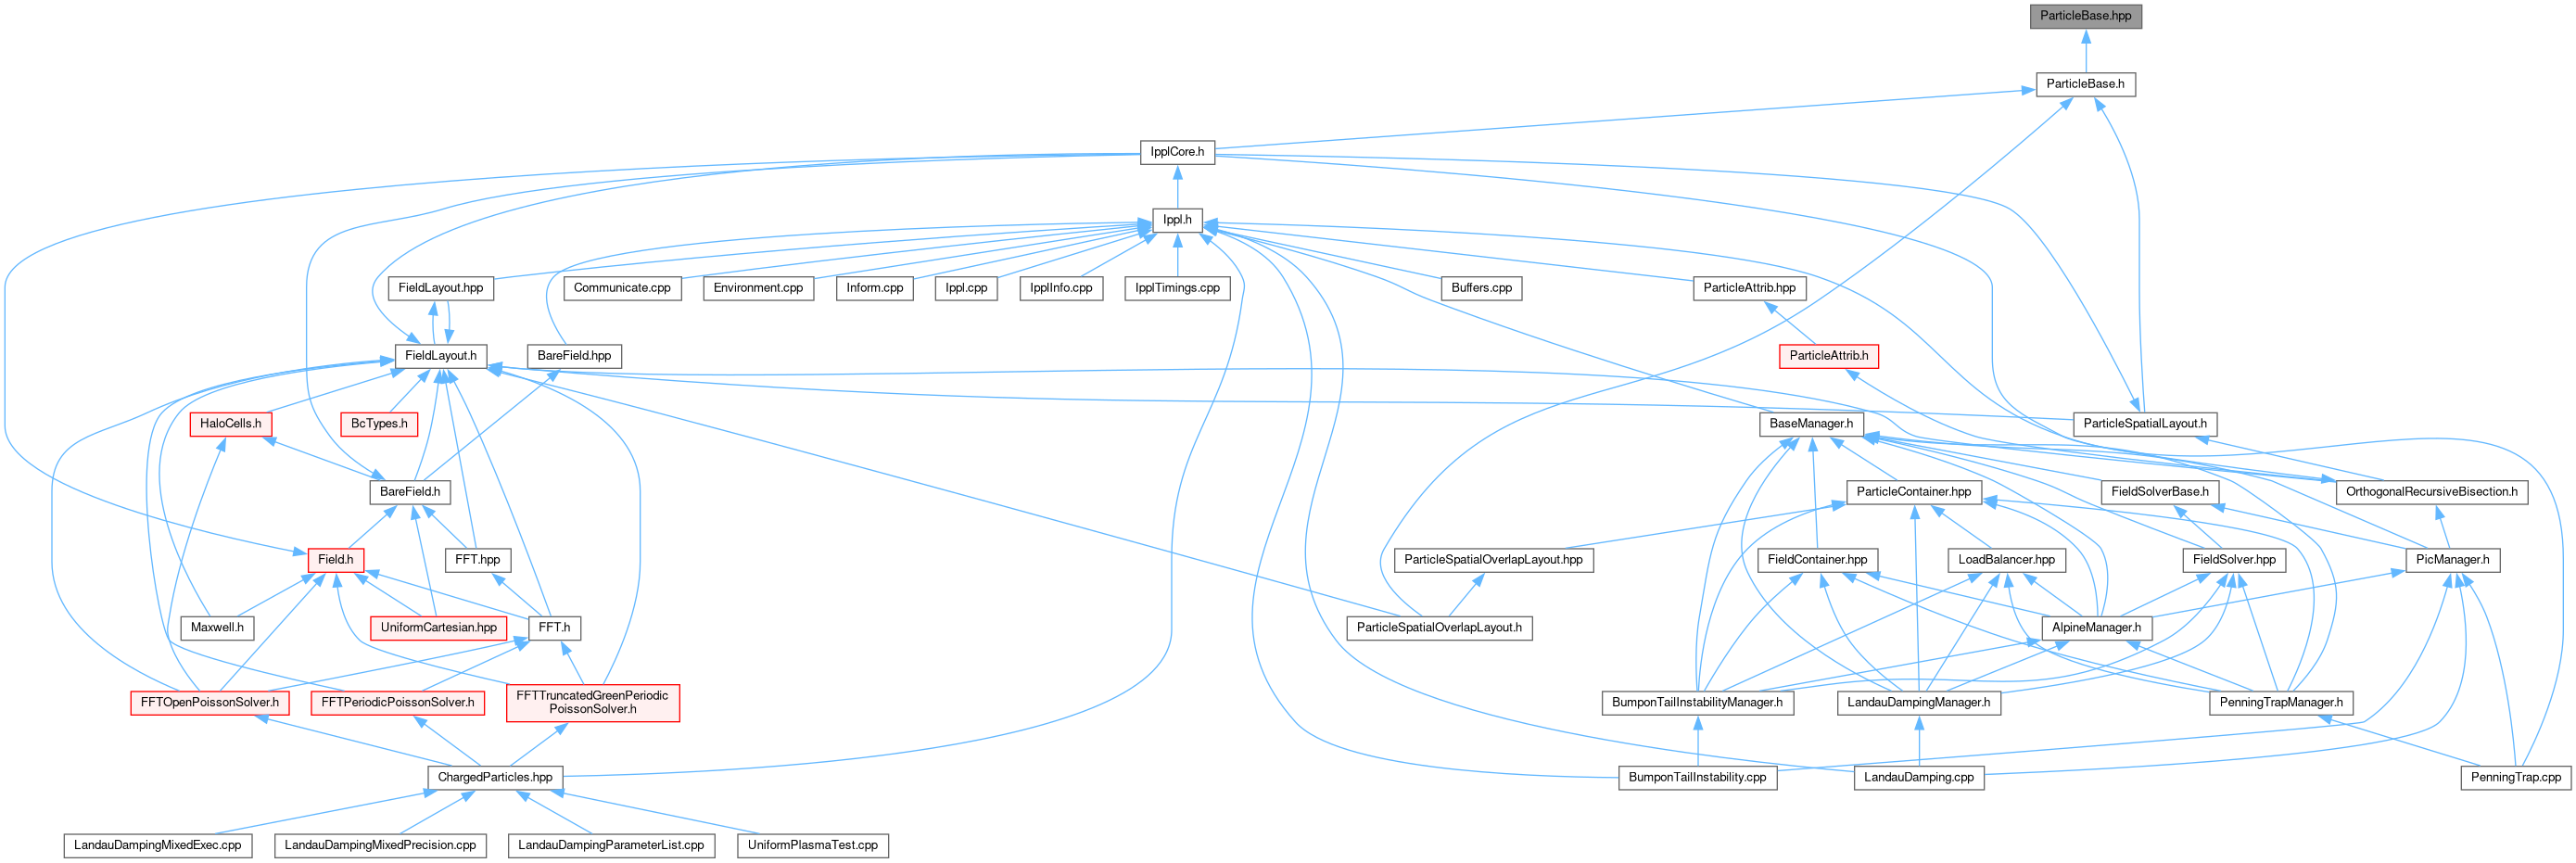 ParticleBase.hpp
ParticleBase.h
IpplCore.h
Ippl.h
FieldLayout.hpp
Communicate.cpp
Environment.cpp
Inform.cpp
Ippl.cpp
IpplInfo.cpp
IpplTimings.cpp
Buffers.cpp
ParticleAttrib.hpp
FieldLayout.h
BareField.hpp
ParticleAttrib.h
HaloCells.h
BcTypes.h
BaseManager.h
ParticleSpatialLayout.h
BareField.h
ParticleContainer.hpp
FieldSolverBase.h
OrthogonalRecursiveBisection.h
Field.h
FFT.hpp
ParticleSpatialOverlapLayout.hpp
FieldContainer.hpp
LoadBalancer.hpp
FieldSolver.hpp
PicManager.h
Maxwell.h
UniformCartesian.hpp
FFT.h
ParticleSpatialOverlapLayout.h
AlpineManager.h
FFTOpenPoissonSolver.h
FFTPeriodicPoissonSolver.h
FFTTruncatedGreenPeriodic
PoissonSolver.h
BumponTailInstabilityManager.h
LandauDampingManager.h
PenningTrapManager.h
ChargedParticles.hpp
BumponTailInstability.cpp
LandauDamping.cpp
PenningTrap.cpp
LandauDampingMixedExec.cpp
LandauDampingMixedPrecision.cpp
LandauDampingParameterList.cpp
UniformPlasmaTest.cpp